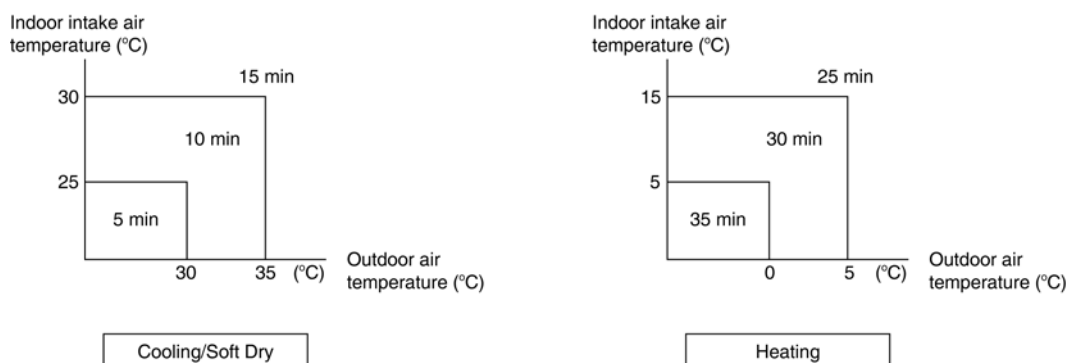 Indoor intake air
temperature (°C)
15 min
30
10 min
25
5 min
30 35 (°C)
Outdoor air
temperature (°C)
Cooling/Soft Dry
Indoor intake air
temperature (°C)
25 min
15
30 min
5
35 min
0 5 (°C)
Outdoor air
temperature (°C)
Heating